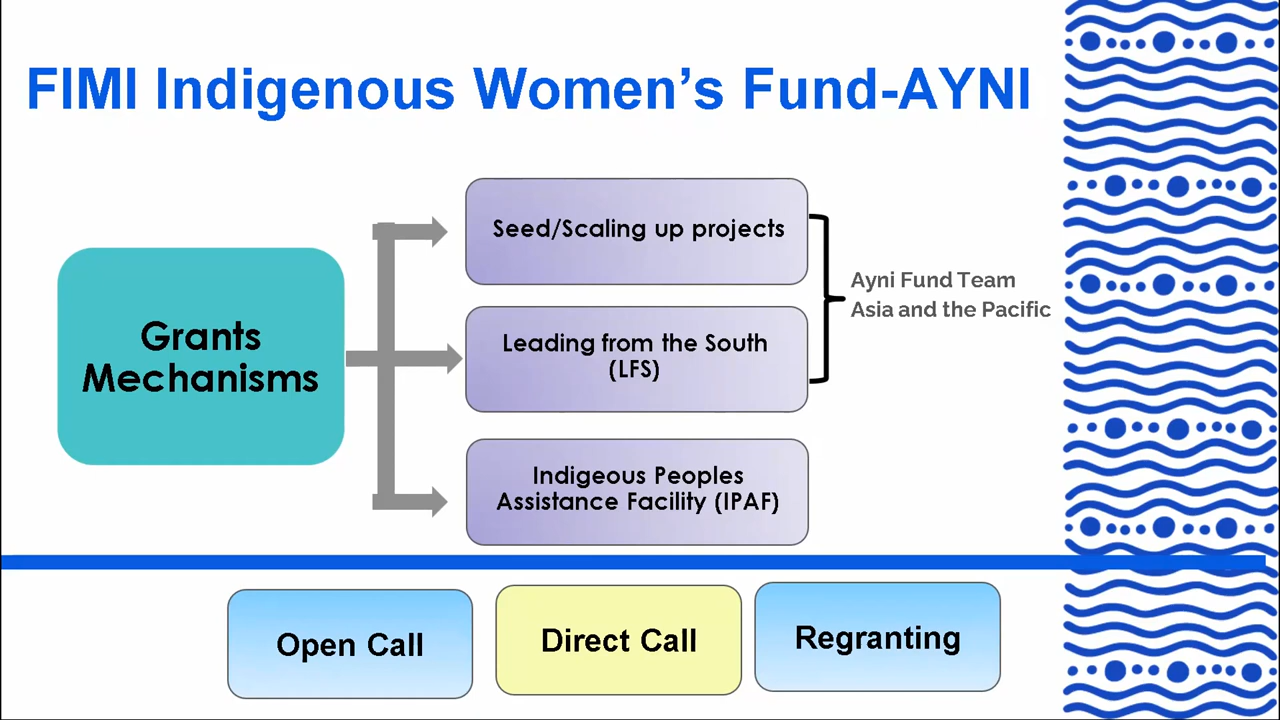 FIMI Indigenous Women’s Fund-AYNI
Grants
Mechanisms
Seed/Scaling up projects
Leading from the South
(LFS)
Indigeous Peoples
Assistance Facility (IPAF)
Ayni Fund Team
Asia and the Pacific
Open Call
Direct Call
Regranting